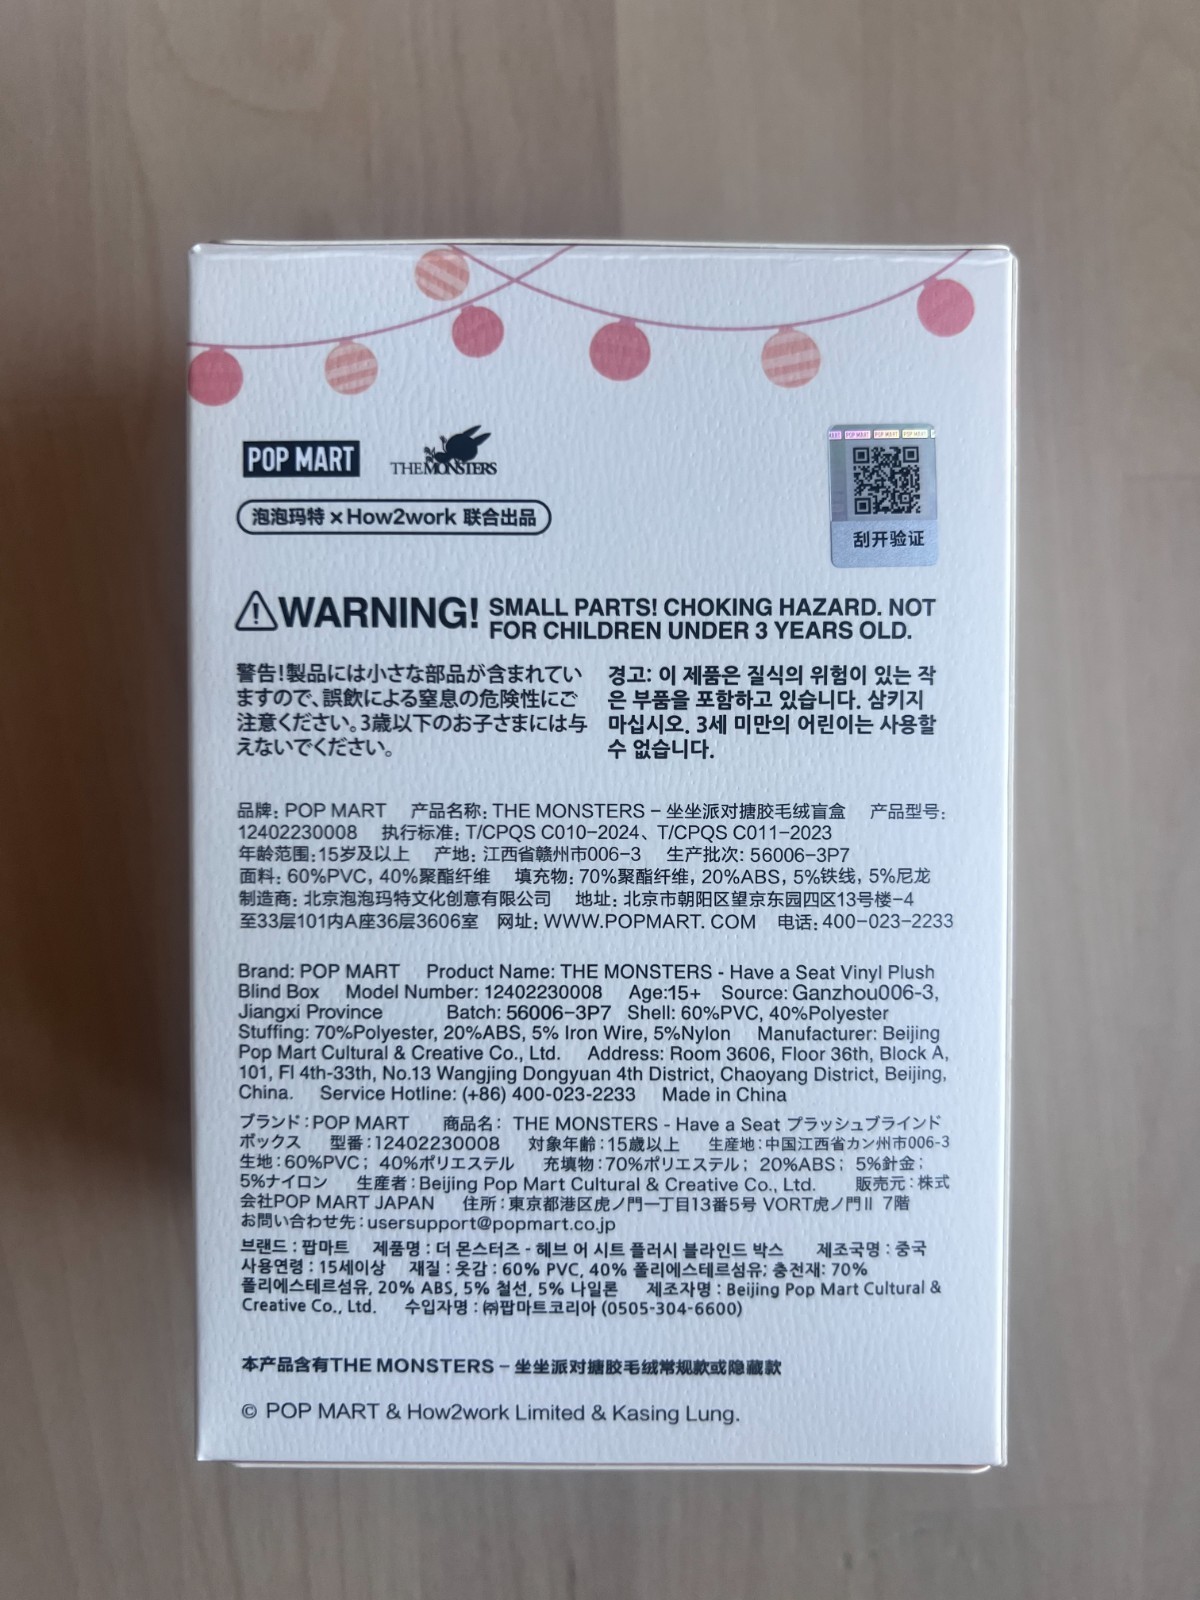 POP MART
THE MONSTERS
泡泡玛特 × How2work 联合出品
POP MART POP MART POP MART
刮开验证
WARNING! SMALL PARTS! CHOKING HAZARD. NOT
FOR CHILDREN UNDER 3 YEARS OLD.
警告!製品には小さな部品が含まれてい
ますので、誤飲による窒息の危険性にご
注意ください。3歳以下のお子さまには与
えないでください。
경고: 이 제품은 질식의 위험이 있는 작
은 부품을 포함하고 있습니다. 삼키지
마십시오. 3세 미만의 어린이는 사용할
수 없습니다.
品牌: POP MART 产品名称: THE MONSTERS – 坐坐派对搪胶毛绒盲盒 产品型号:
12402230008 执行标准: T/CPQS C010-2024、T/CPQS C011-2023
年龄范围:15岁及以上 产地: 江西省赣州市006-3 生产批次: 56006-3P7
面料: 60%PVC, 40%聚酯纤维 填充物: 70%聚酯纤维, 20%ABS, 5%铁线, 5%尼龙
制造商: 北京泡泡玛特文化创意有限公司 地址: 北京市朝阳区望京东园四区13号楼-4
至33层101内A座36层3606室 网址: WWW.POPMART. COM 电话: 400-023-2233
Brand: POP MART Product Name: THE MONSTERS - Have a Seat Vinyl Plush
Blind Box Model Number: 12402230008 Age:15+ Source: Ganzhou006-3,
Jiangxi Province Batch: 56006-3P7 Shell: 60%PVC, 40%Polyester
Stuffing: 70%Polyester, 20%ABS, 5% Iron Wire, 5%Nylon Manufacturer: Beijing
Pop Mart Cultural & Creative Co., Ltd. Address: Room 3606, Floor 36th, Block A,
101, Fl 4th-33th, No.13 Wangjing Dongyuan 4th District, Chaoyang District, Beijing,
China. Service Hotline: (+86) 400-023-2233 Made in China
ブランド:POP MART 商品名: THE MONSTERS - Have a Seat プラッシュブラインド
ボックス 型番:12402230008 対象年齢:15歳以上 生産地:中国江西省カン州市006-3
生地:60%PVC; 40%ポリエステル 充填物:70%ポリエステル; 20%ABS; 5%針金;
5%ナイロン 生産者:Beijing Pop Mart Cultural & Creative Co., Ltd. 販売元:株式
会社POP MART JAPAN 住所:東京都港区虎ノ門一丁目13番5号 VORT虎ノ門Ⅱ 7階
お問い合わせ先:usersupport@popmart.co.jp
브랜드 : 팝마트 제품명 : 더 몬스터즈 - 헤브 어 시트 플러시 블라인드 박스 제조국명 : 중국
사용연령 : 15세이상 재질 : 옷감 : 60% PVC, 40% 폴리에스테르섬유; 충전재: 70%
폴리에스테르섬유, 20% ABS, 5% 철선, 5% 나일론 제조자명 : Beijing Pop Mart Cultural &
Creative Co., Ltd. 수입자명 : ㈜팝마트코리아 (0505-304-6600)
本产品含有THE MONSTERS – 坐坐派对搪胶毛绒常规款或隐藏款
© POP MART & How2work Limited & Kasing Lung.